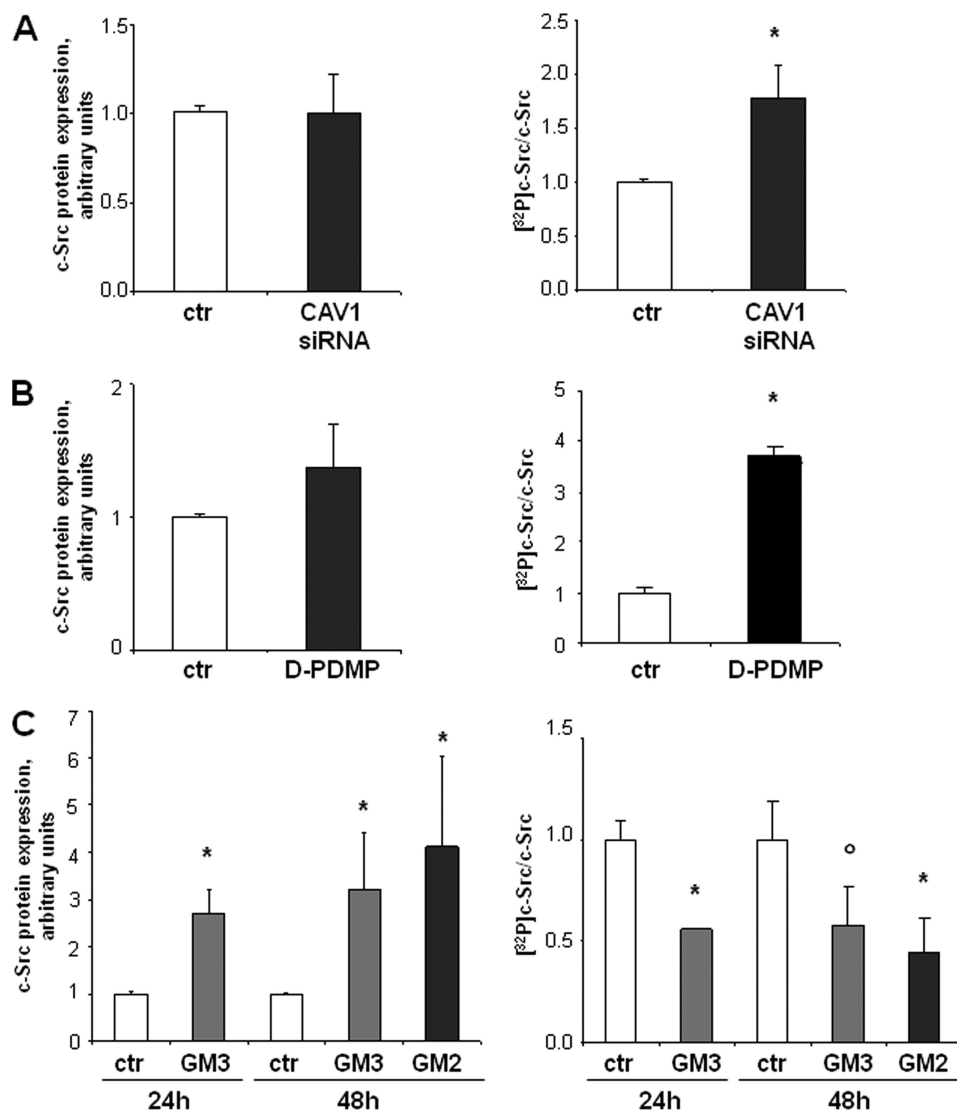 A
c-Src protein expression,
arbitrary units
1.5
1.0
0.5
0.0
ctr
CAV1
siRNA
[³²P]c-Src/c-Src
2.5
2.0
1.5
1.0
0.5
0.0
*
ctr
CAV1
siRNA
B
c-Src protein expression,
arbitrary units
2
1
0
ctr
D-PDMP
[³²P]c-Src/c-Src
5
4
3
2
1
0
*
ctr
D-PDMP
C
c-Src protein expression,
arbitrary units
7
6
5
4
3
2
1
0
* * *
ctr GM3 ctr GM3 GM2
24h 48h
[³²P]c-Src/c-Src
1.5
1.0
0.5
0.0
* ° *
ctr GM3 ctr GM3 GM2
24h 48h